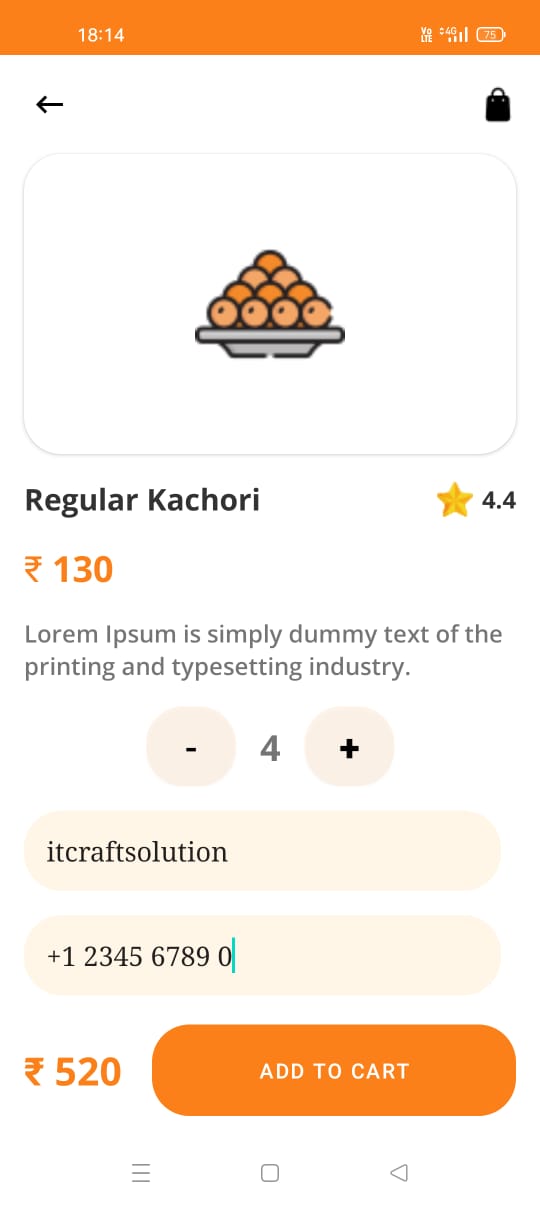 18:14
Vo LTE 4G 75
Regular Kachori
4.4
₹ 130
Lorem Ipsum is simply dummy text of the
printing and typesetting industry.
- 4 +
itcraftsolution
+1 2345 6789 0
₹ 520
ADD TO CART